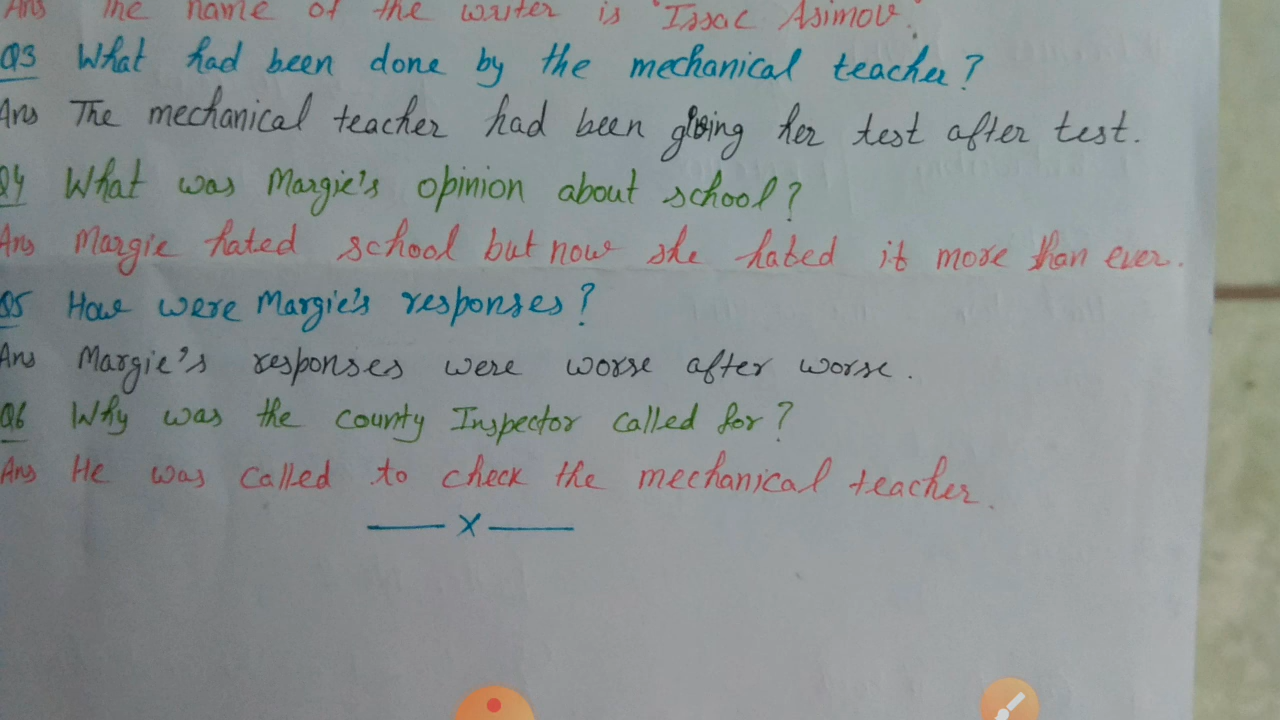 Ans The name of the writer is 'Issac Asimov'.
Q3 What had been done by the mechanical teacher?
Ans The mechanical teacher had been giving her test after test.
Q4 What was Margie's opinion about school?
Ans Margie hated school but now she hated it more than ever.
Q5 How were Margie's responses?
Ans Margie's responses were worse after worse.
Q6 Why was the county Inspector called for?
Ans He was called to check the mechanical teacher.
—— x ——